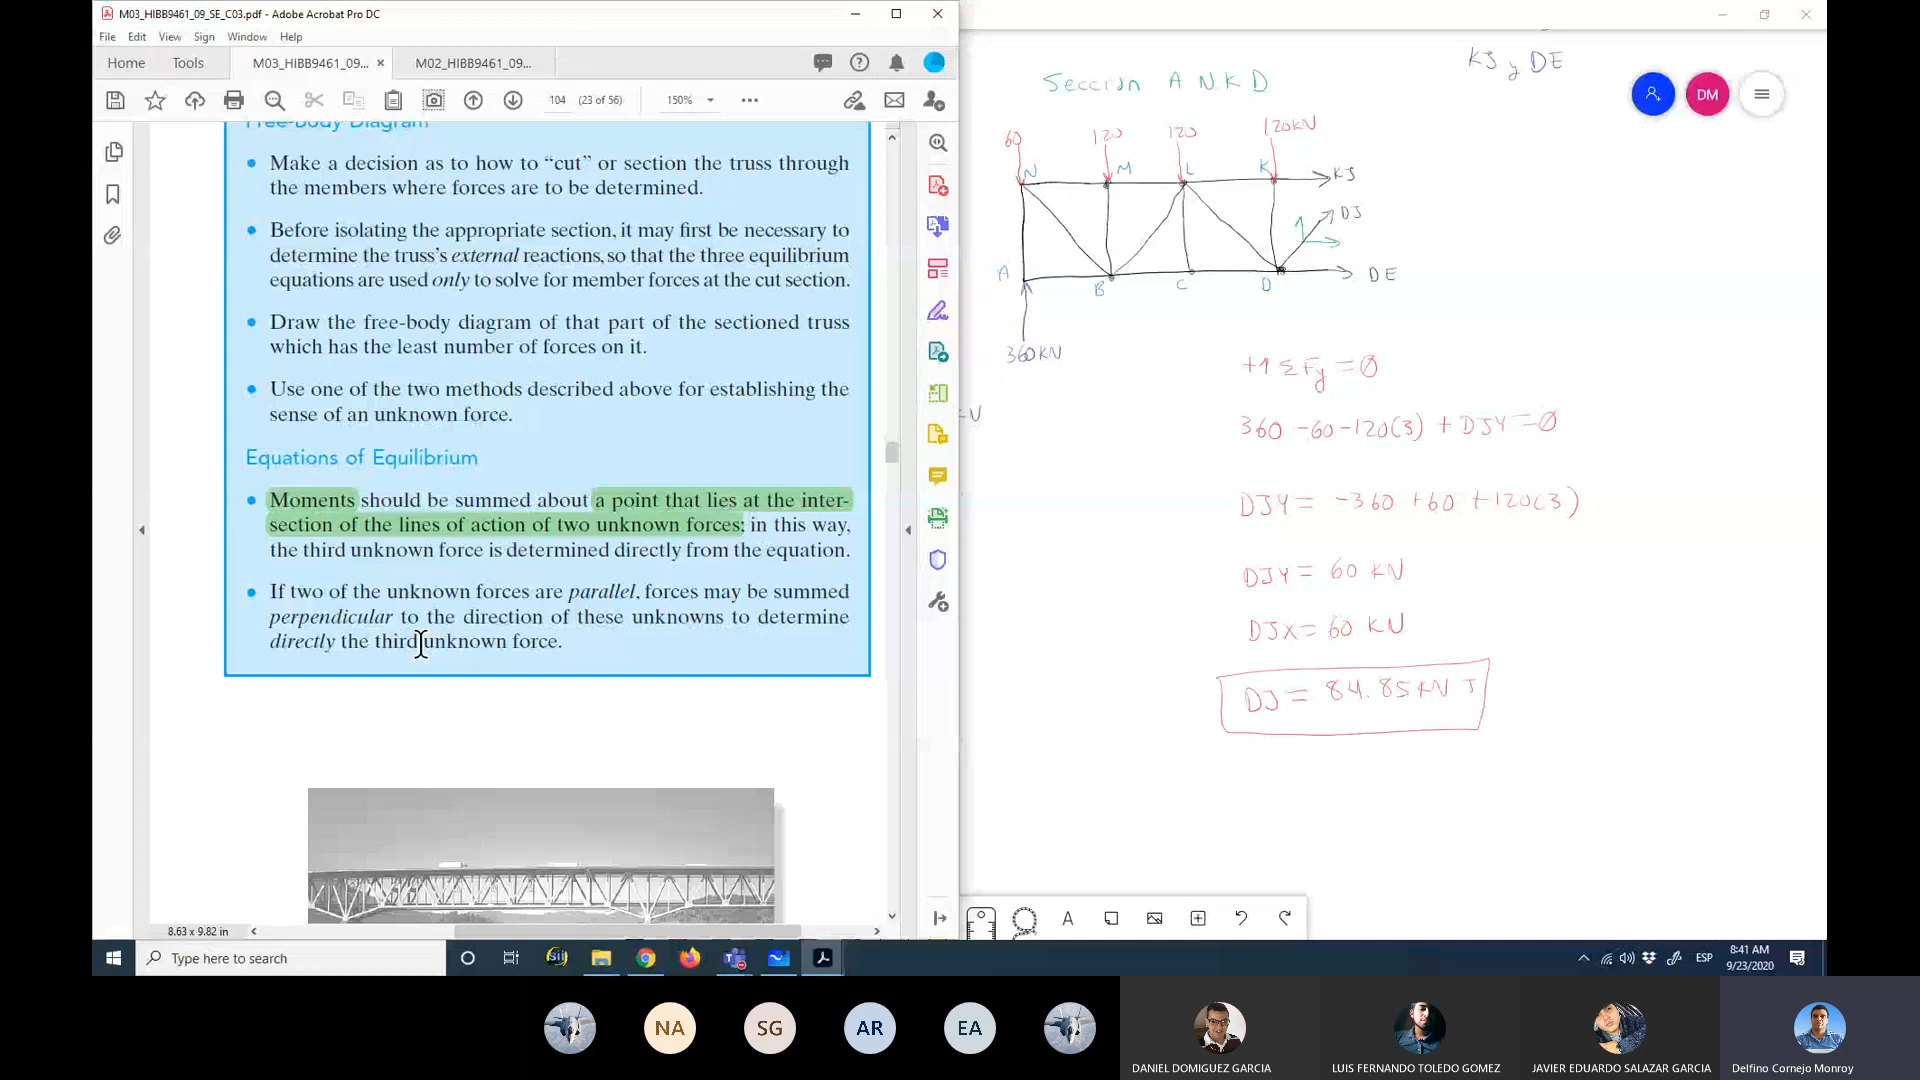 M03_HIBB9461_09_SE_C03.pdf - Adobe Acrobat Pro DC
File Edit View Sign Window Help
Home Tools M03_HIBB9461_09... × M02_HIBB9461_09...
104 (23 of 56) 150%
Free-Body Diagram
• Make a decision as to how to “cut” or section the truss through
the members where forces are to be determined.
• Before isolating the appropriate section, it may first be necessary to
determine the truss’s external reactions, so that the three equilibrium
equations are used only to solve for member forces at the cut section.
• Draw the free-body diagram of that part of the sectioned truss
which has the least number of forces on it.
• Use one of the two methods described above for establishing the
sense of an unknown force.
Equations of Equilibrium
• Moments should be summed about a point that lies at the inter-
section of the lines of action of two unknown forces; in this way,
the third unknown force is determined directly from the equation.
• If two of the unknown forces are parallel, forces may be summed
perpendicular to the direction of these unknowns to determine
directly the third unknown force.
8.63 x 9.82 in
KJ y DE
DM
Sección A N K D
60 120 120 120KN
N M L K KJ
DJ
A B C D DE
360KN
KV
+↑ Σ Fy = 0
360 -60 -120(3) + DJY = 0
DJY = -360 +60 +120(3)
DJY = 60 KN
DJX = 60 KN
DJ = 84.85KN T
A
Type here to search
SII
ESP
8:41 AM
9/23/2020
NA SG AR EA
DANIEL DOMIGUEZ GARCIA
LUIS FERNANDO TOLEDO GOMEZ
JAVIER EDUARDO SALAZAR GARCIA
Delfino Cornejo Monroy